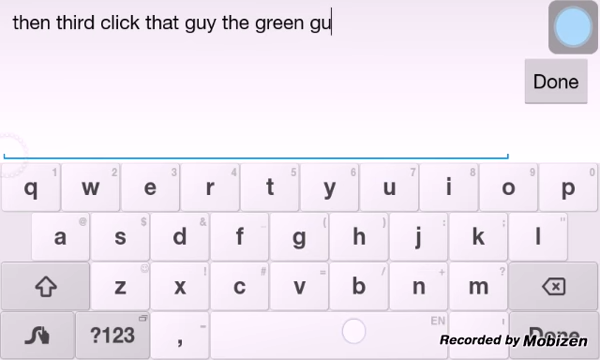 then third click that guy the green gu
Done
1 2 3 4 5 6 7 8 9 0
q w e r t y u i o p
@ $ & _ ( ) : ; "
a s d f g h j k l
! # = / + ?
z x c v b n m
?123 , EN Done
Recorded by Mobizen